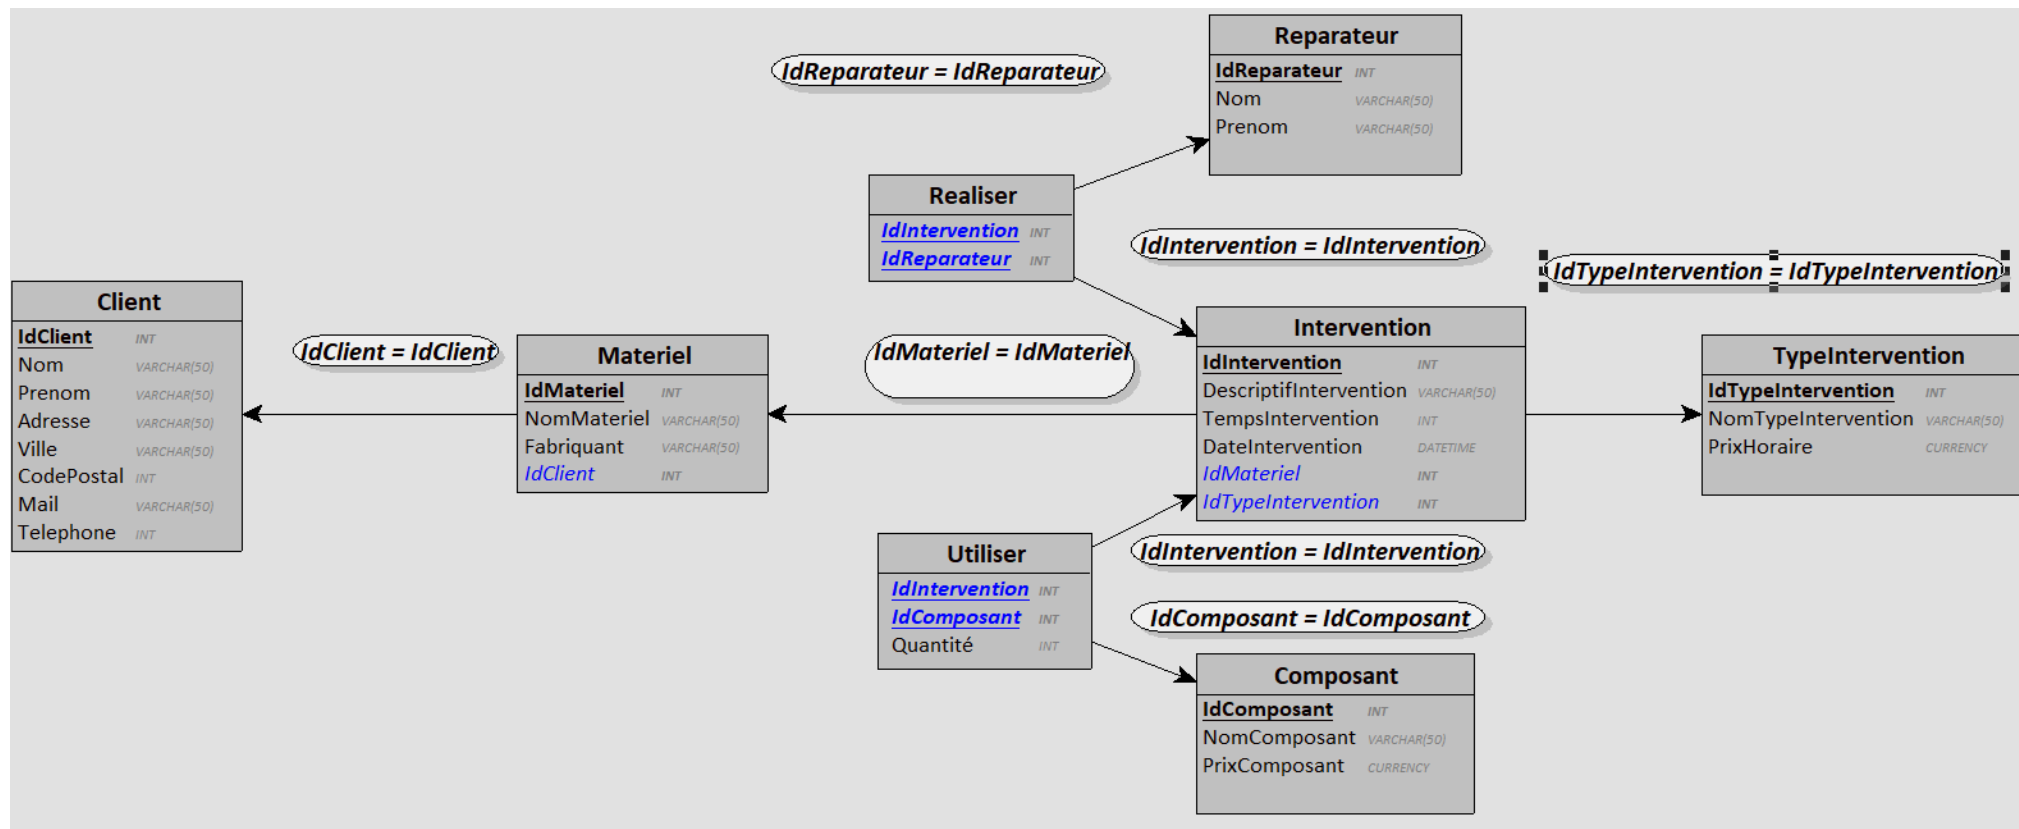 Reparateur
IdReparateur INT
Nom VARCHAR(50)
Prenom VARCHAR(50)
IdReparateur = IdReparateur
Realiser
IdIntervention INT
IdReparateur INT
IdIntervention = IdIntervention
IdTypeIntervention = IdTypeIntervention
Client
IdClient INT
Nom VARCHAR(50)
Prenom VARCHAR(50)
Adresse VARCHAR(50)
Ville VARCHAR(50)
CodePostal INT
Mail VARCHAR(50)
Telephone INT
IdClient = IdClient
Materiel
IdMateriel INT
NomMateriel VARCHAR(50)
Fabriquant VARCHAR(50)
IdClient INT
IdMateriel = IdMateriel
Intervention
IdIntervention INT
DescriptifIntervention VARCHAR(50)
TempsIntervention INT
DateIntervention DATETIME
IdMateriel INT
IdTypeIntervention INT
TypeIntervention
IdTypeIntervention INT
NomTypeIntervention VARCHAR(50)
PrixHoraire CURRENCY
Utiliser
IdIntervention INT
IdComposant INT
Quantité INT
IdIntervention = IdIntervention
IdComposant = IdComposant
Composant
IdComposant INT
NomComposant VARCHAR(50)
PrixComposant CURRENCY